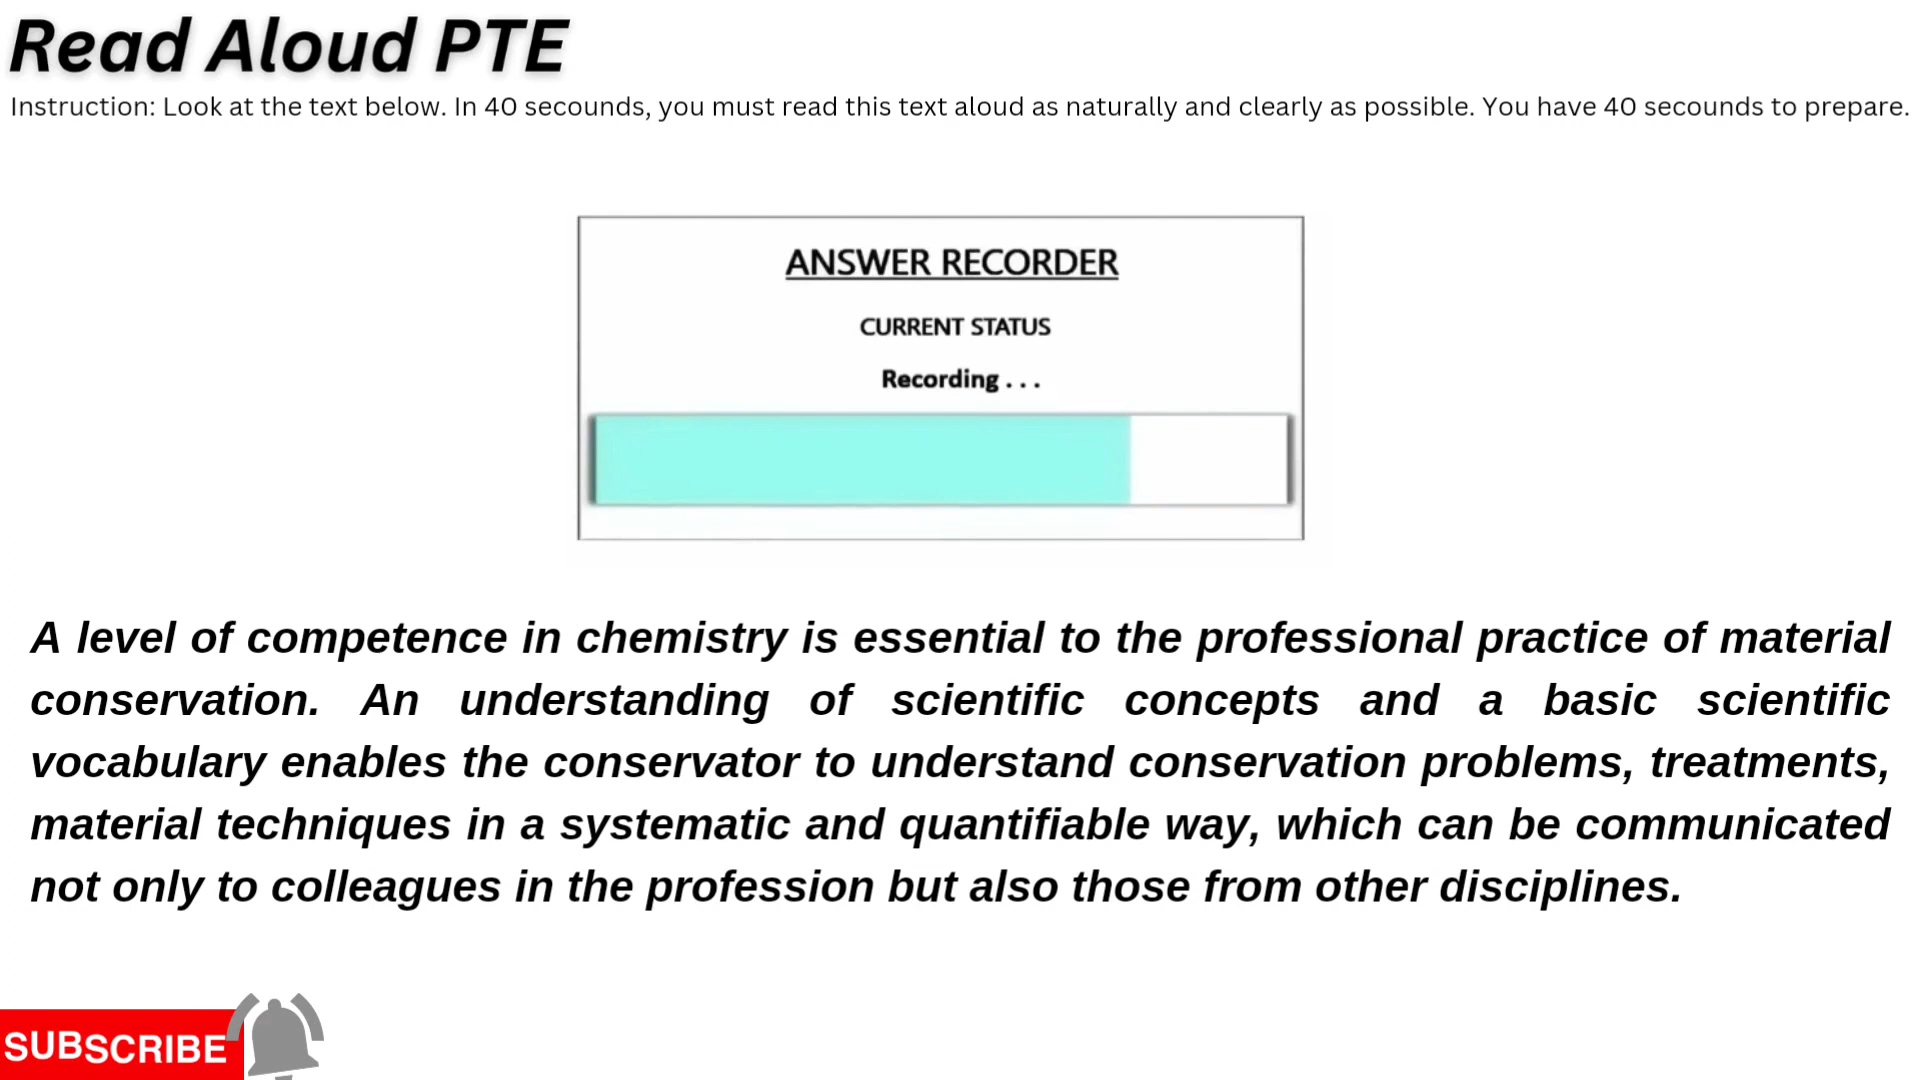 Read Aloud PTE
Instruction: Look at the text below. In 40 secounds, you must read this text aloud as naturally and clearly as possible. You have 40 secounds to prepare.
ANSWER RECORDER
CURRENT STATUS
Recording . . .
A level of competence in chemistry is essential to the professional practice of material
conservation. An understanding of scientific concepts and a basic scientific
vocabulary enables the conservator to understand conservation problems, treatments,
material techniques in a systematic and quantifiable way, which can be communicated
not only to colleagues in the profession but also those from other disciplines.
SUBSCRIBE